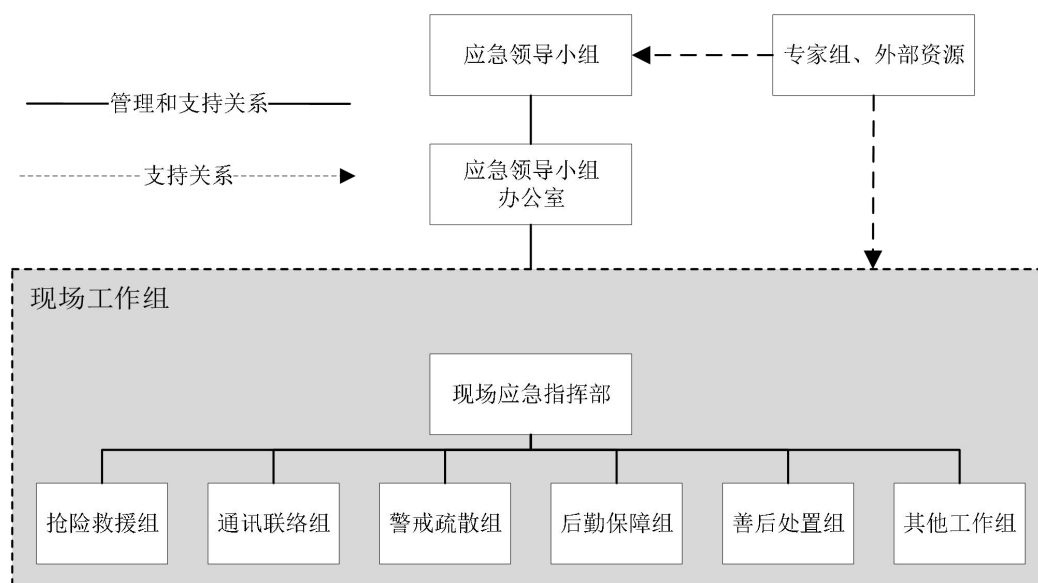 应急领导小组
专家组、外部资源
管理和支持关系
应急领导小组
办公室
支持关系
现场工作组
现场应急指挥部
抢险救援组
通讯联络组
警戒疏散组
后勤保障组
善后处置组
其他工作组